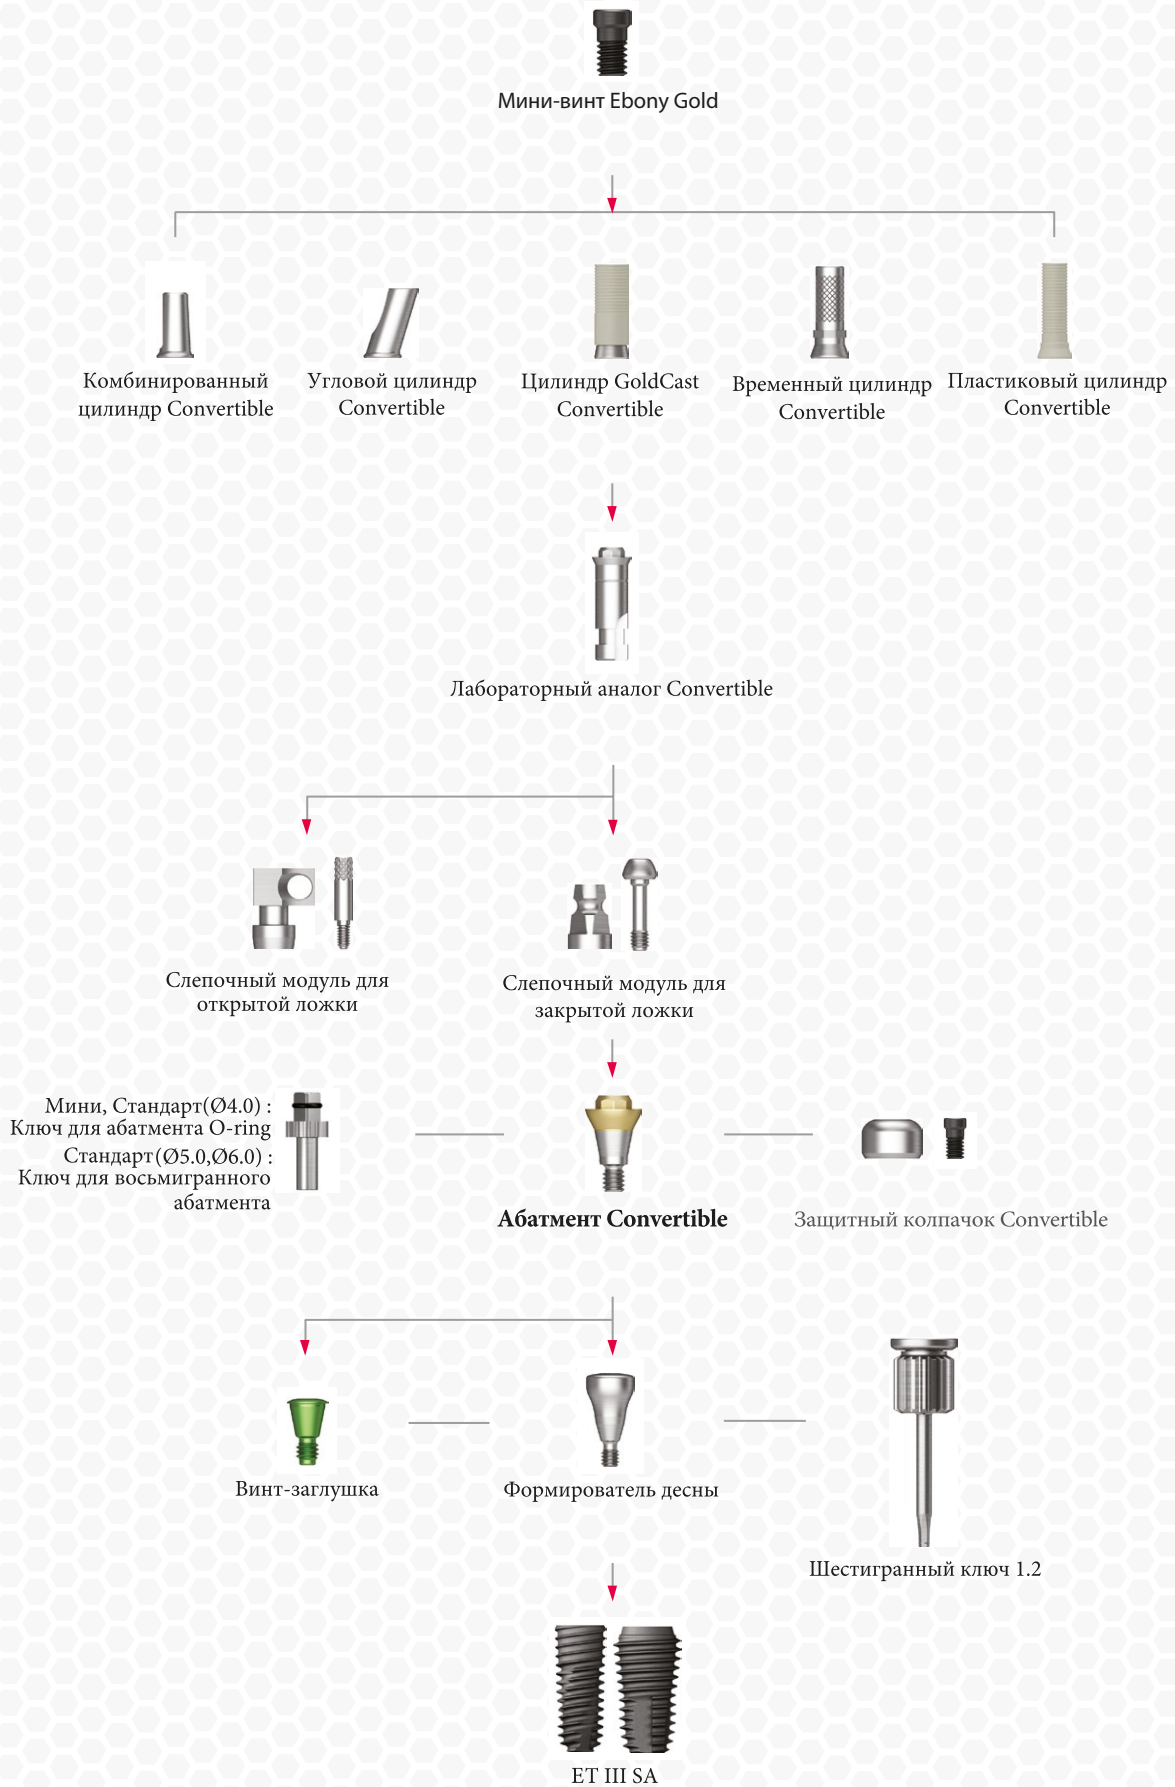 Мини-винт Ebony Gold
Комбинированный
цилиндр Convertible
Угловой цилиндр
Convertible
Цилиндр GoldCast
Convertible
Временный цилиндр
Convertible
Пластиковый цилиндр
Convertible
Лабораторный аналог Convertible
Слепочный модуль для
открытой ложки
Слепочный модуль для
закрытой ложки
Мини, Стандарт(Ø4.0) :
Ключ для абатмента O-ring
Стандарт(Ø5.0,Ø6.0) :
Ключ для восьмигранного
абатмента
Абатмент Convertible
Защитный колпачок Convertible
Винт-заглушка
Формирователь десны
Шестигранный ключ 1.2
ET III SA